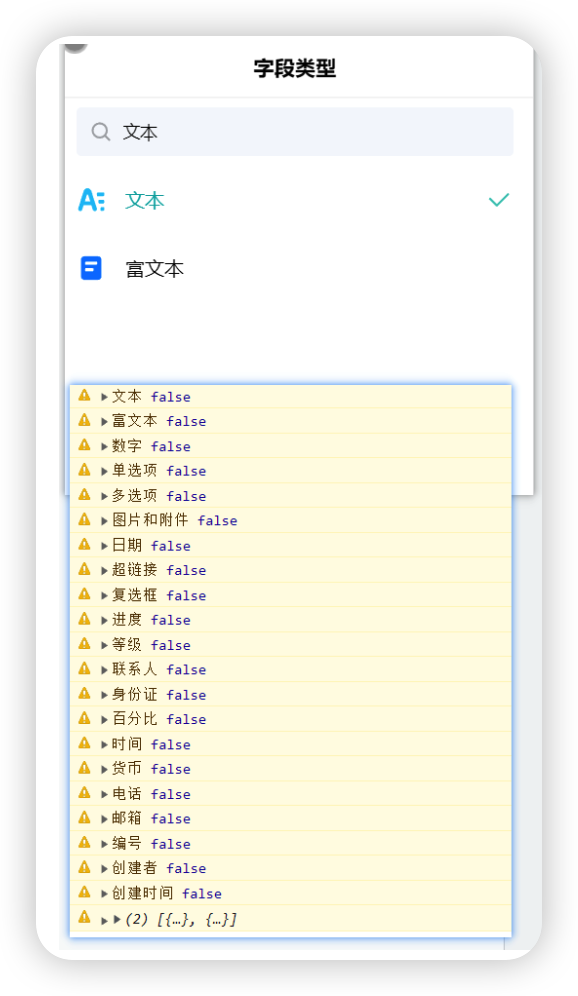 字段类型
文本
文本
富文本
文本 false
富文本 false
数字 false
单选项 false
多选项 false
图片和附件 false
日期 false
超链接 false
复选框 false
进度 false
等级 false
联系人 false
身份证 false
百分比 false
时间 false
货币 false
电话 false
邮箱 false
编号 false
创建者 false
创建时间 false
(2) [{…}, {…}]